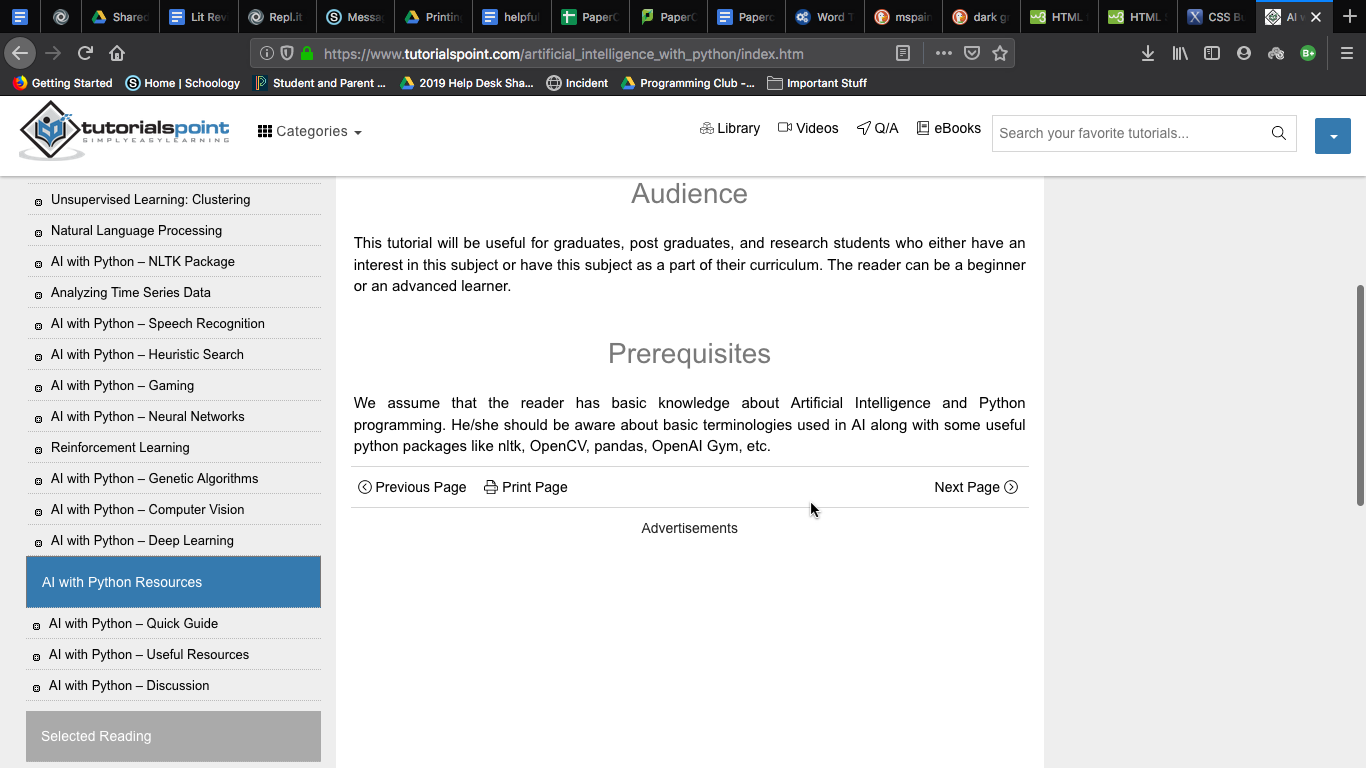 Shared
Lit Rev
Repl.it
Messa
Printin
helpful
PaperC
PaperC
Paperc
Word T
mspain
dark gr
HTML
HTML
CSS Bu
AI w
https://www.tutorialspoint.com/artificial_intelligence_with_python/index.htm
B+
Getting Started
S Home | Schoology
Student and Parent ...
2019 Help Desk Sha...
Incident
Programming Club -...
Important Stuff
tutorialspoint
SIMPLYEASYLEARNING
Categories
Library
Videos
Q/A
eBooks
Search your favorite tutorials...
Unsupervised Learning: Clustering
Natural Language Processing
AI with Python – NLTK Package
Analyzing Time Series Data
AI with Python – Speech Recognition
AI with Python – Heuristic Search
AI with Python – Gaming
AI with Python – Neural Networks
Reinforcement Learning
AI with Python – Genetic Algorithms
AI with Python – Computer Vision
AI with Python – Deep Learning
AI with Python Resources
AI with Python – Quick Guide
AI with Python – Useful Resources
AI with Python – Discussion
Selected Reading
Audience
This tutorial will be useful for graduates, post graduates, and research students who either have an
interest in this subject or have this subject as a part of their curriculum. The reader can be a beginner
or an advanced learner.
Prerequisites
We assume that the reader has basic knowledge about Artificial Intelligence and Python
programming. He/she should be aware about basic terminologies used in AI along with some useful
python packages like nltk, OpenCV, pandas, OpenAI Gym, etc.
Previous Page
Print Page
Next Page
Advertisements